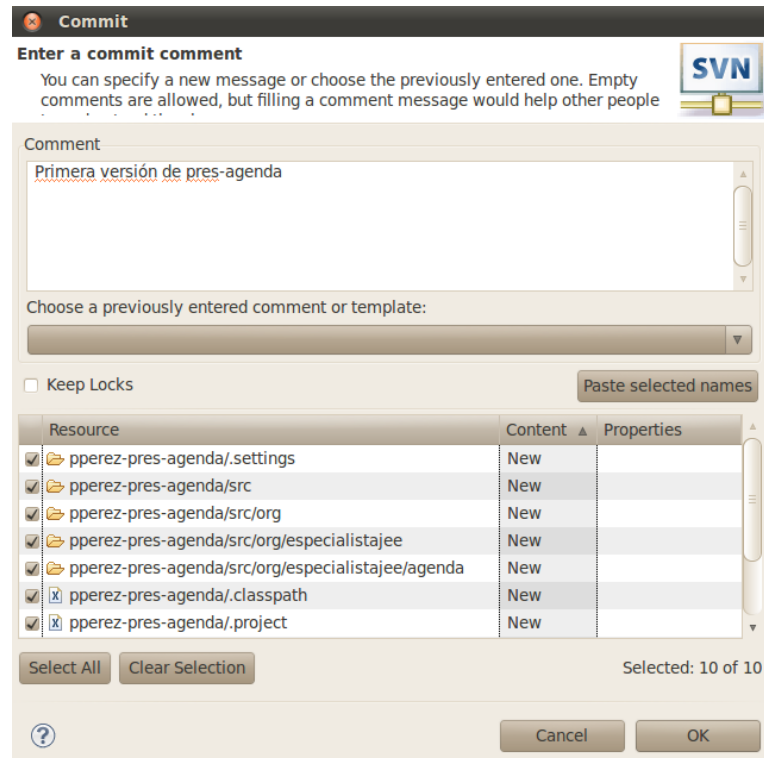 Commit
Enter a commit comment
You can specify a new message or choose the previously entered one. Empty
comments are allowed, but filling a comment message would help other people
SVN
Comment
Primera versión de pres-agenda
Choose a previously entered comment or template:
Keep Locks
Paste selected names
Resource Content Properties
pperez-pres-agenda/.settings New
pperez-pres-agenda/src New
pperez-pres-agenda/src/org New
pperez-pres-agenda/src/org/especialistajee New
pperez-pres-agenda/src/org/especialistajee/agenda New
pperez-pres-agenda/.classpath New
pperez-pres-agenda/.project New
Select All Clear Selection Selected: 10 of 10
Cancel OK